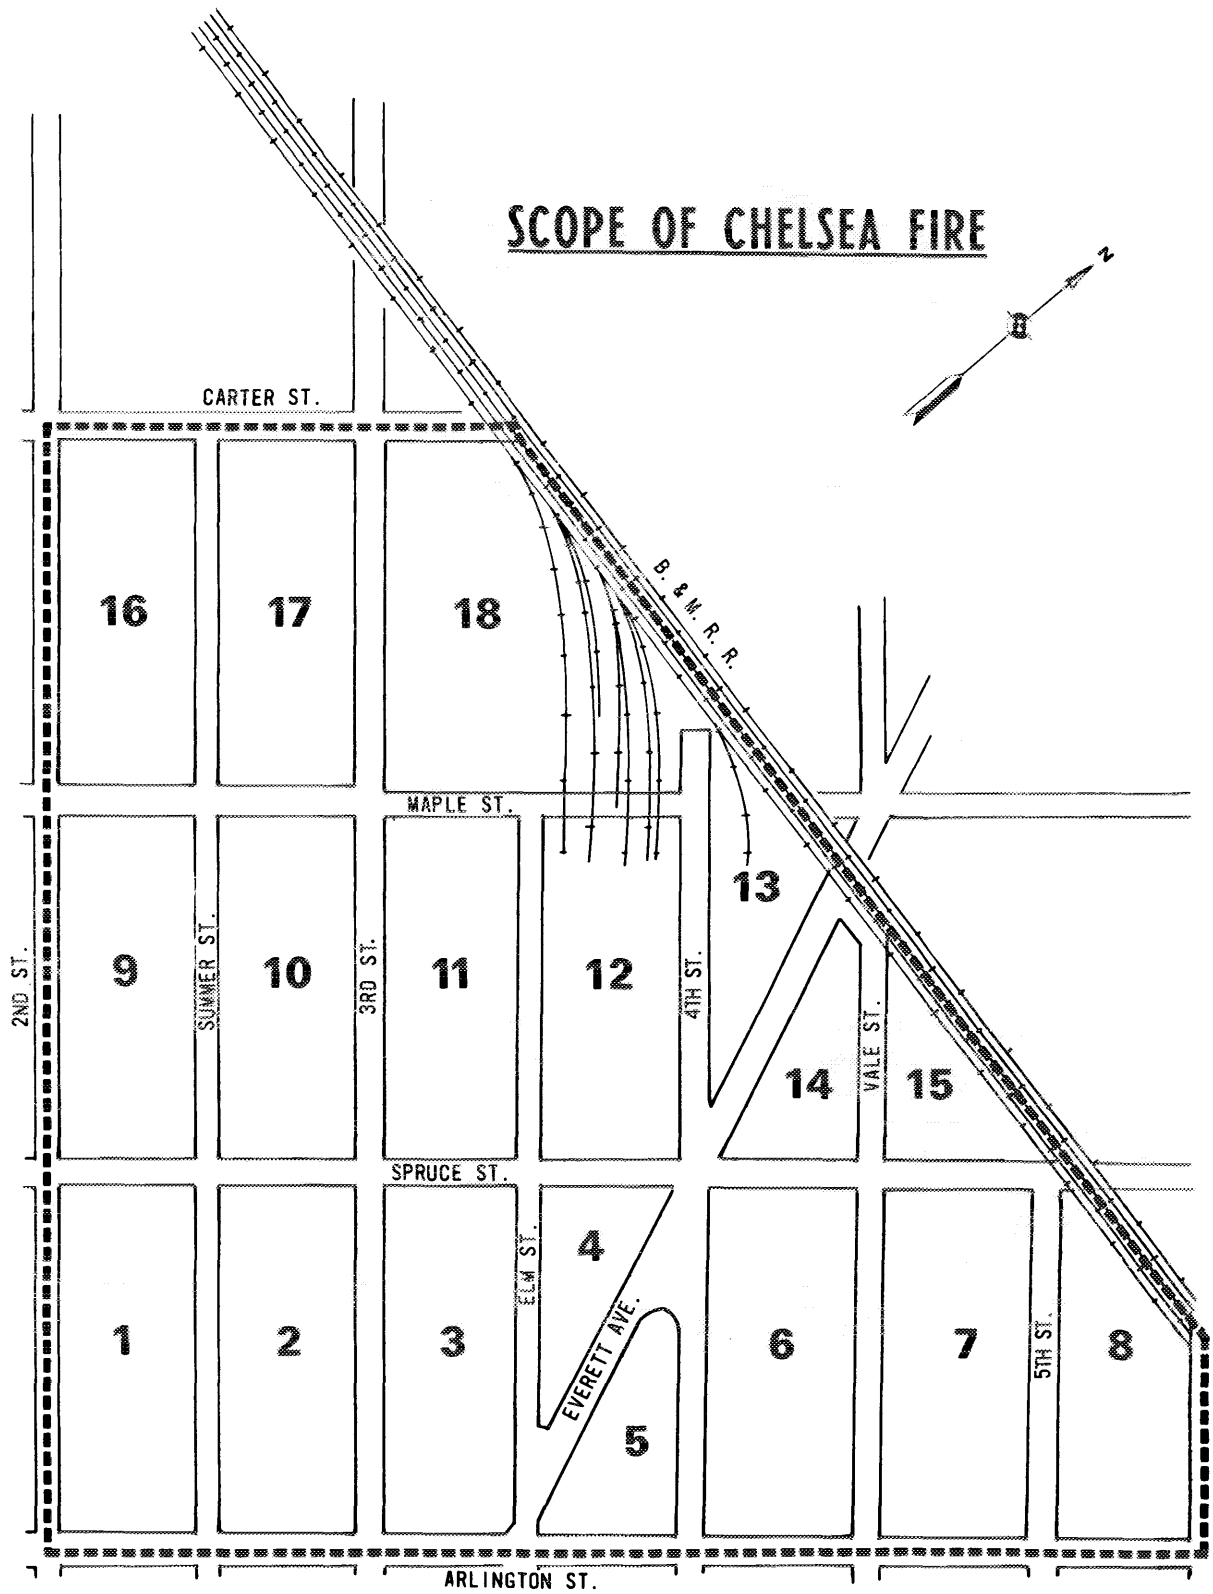 SCOPE OF CHELSEA FIRE
N
CARTER ST.
B. & M. R. R.
16
17
18
MAPLE ST.
13
2ND. ST.
9
SUMMER ST.
10
3RD. ST.
11
12
4TH ST.
14
VALE ST.
15
SPRUCE ST.
1
2
3
ELM ST.
4
EVERETT AVE.
5
6
7
5TH ST.
8
ARLINGTON ST.